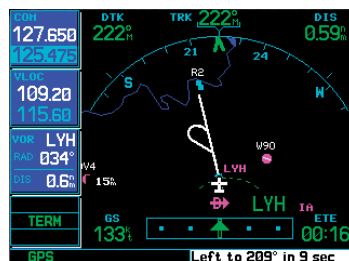 COM
127.650
125.475
VLOC
109.20
115.60
VOR LYH
RAD 034°
DIS 0.6nm
TERM
GPS
DTK
222°M
TRK 222°M
DIS
0.59nm
21
24
S
W
R2
W90
LYH
V4
15nm
D LYH IA
GS
133kt
ETE
00:16
Left to 209° in 9 sec